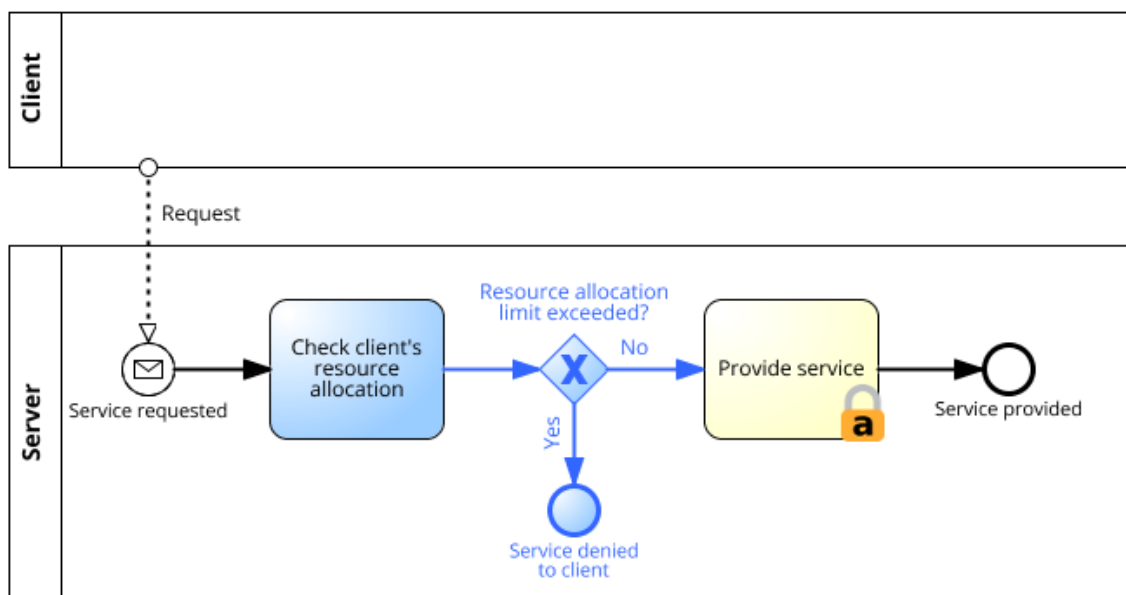 Client
Request
Server
Service requested
Check client's
resource
allocation
Resource allocation
limit exceeded?
No
Yes
Service denied
to client
Provide service
a
Service provided